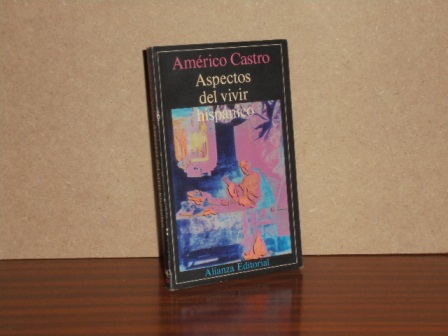 Américo Castro
Aspectos
del vivir
hispánico
Alianza Editorial